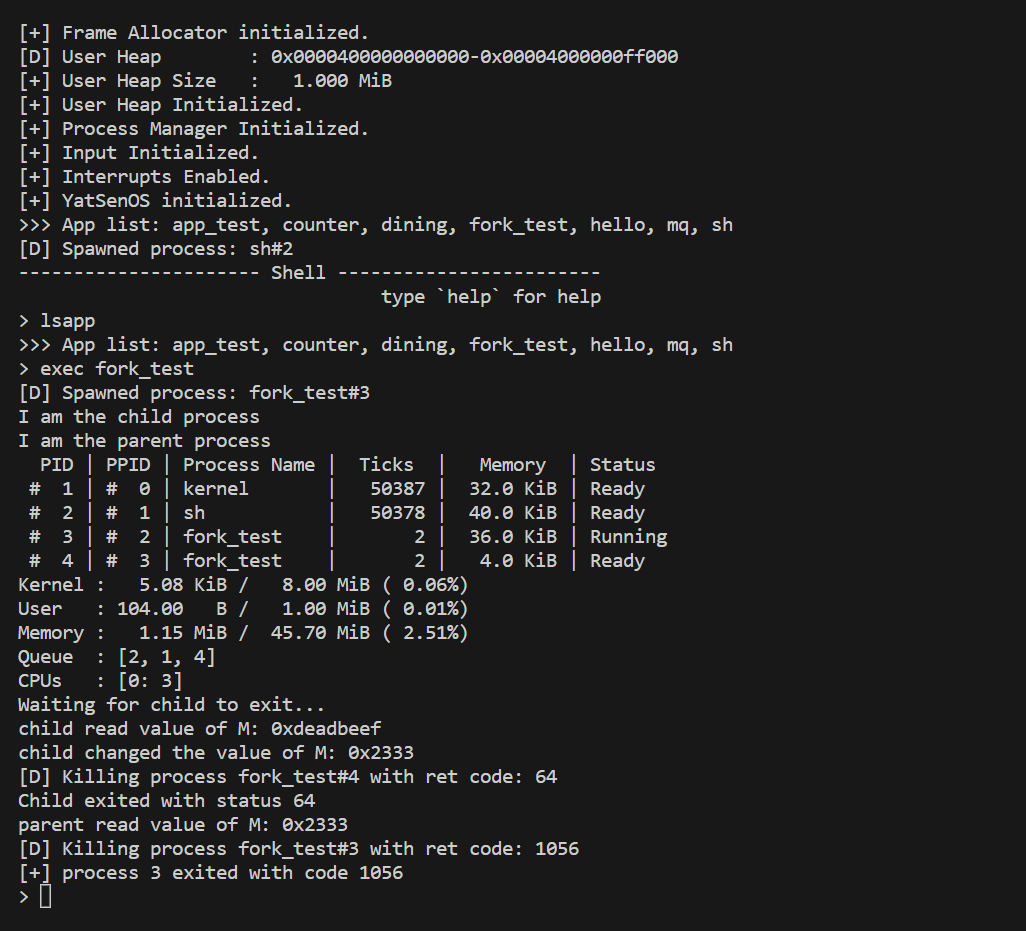 [+] Frame Allocator initialized.
[D] User Heap        : 0x0000400000000000-0x00004000000ff000
[+] User Heap Size   :   1.000 MiB
[+] User Heap Initialized.
[+] Process Manager Initialized.
[+] Input Initialized.
[+] Interrupts Enabled.
[+] YatSenOS initialized.
>>> App list: app_test, counter, dining, fork_test, hello, mq, sh
[D] Spawned process: sh#2
---------------------- Shell ------------------------
                                 type `help` for help
> lsapp
>>> App list: app_test, counter, dining, fork_test, hello, mq, sh
> exec fork_test
[D] Spawned process: fork_test#3
I am the child process
I am the parent process
  PID | PPID | Process Name |  Ticks  |   Memory  | Status
 #  1 | #  0 | kernel       |   50387 |  32.0 KiB | Ready
 #  2 | #  1 | sh           |   50378 |  40.0 KiB | Ready
 #  3 | #  2 | fork_test    |       2 |  36.0 KiB | Running
 #  4 | #  3 | fork_test    |       2 |   4.0 KiB | Ready
Kernel :   5.08 KiB /   8.00 MiB ( 0.06%)
User   : 104.00   B /   1.00 MiB ( 0.01%)
Memory :   1.15 MiB /  45.70 MiB ( 2.51%)
Queue  : [2, 1, 4]
CPUs   : [0: 3]
Waiting for child to exit...
child read value of M: 0xdeadbeef
child changed the value of M: 0x2333
[D] Killing process fork_test#4 with ret code: 64
Child exited with status 64
parent read value of M: 0x2333
[D] Killing process fork_test#3 with ret code: 1056
[+] process 3 exited with code 1056
>